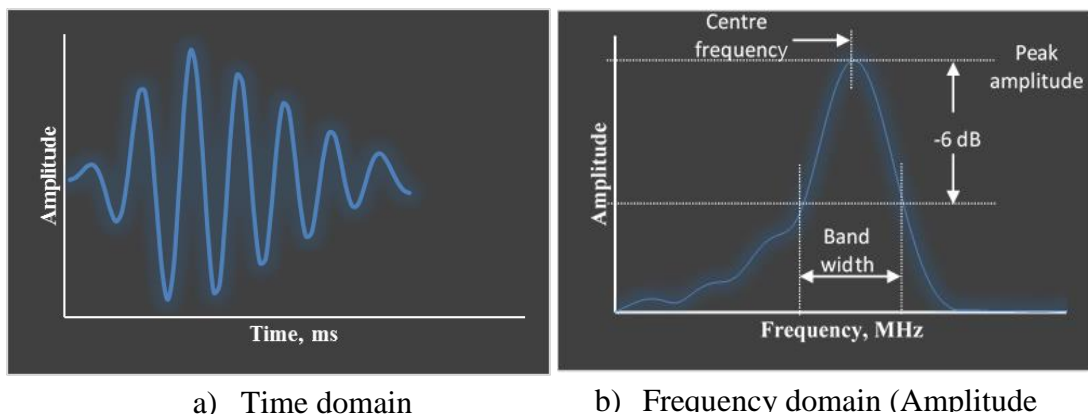 Amplitude
Time, ms
a) Time domain
Centre
frequency
Peak
amplitude
-6 dB
Band
width
Amplitude
Frequency, MHz
b) Frequency domain (Amplitude